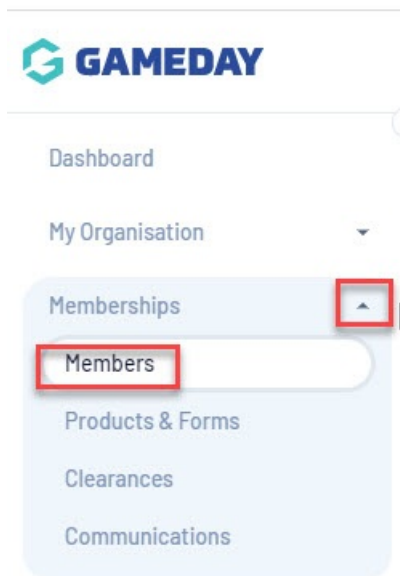 GAMEDAY
Dashboard
My Organisation
Memberships
Members
Products & Forms
Clearances
Communications